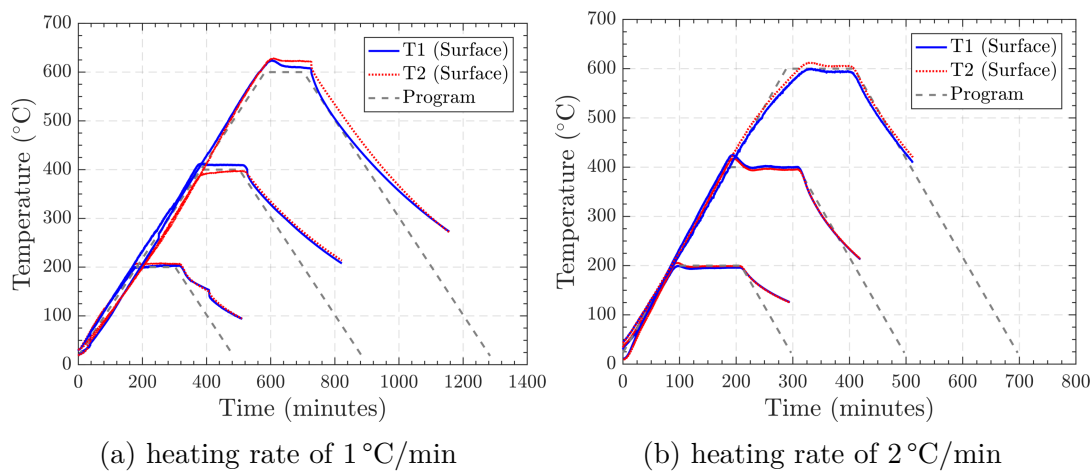 700
600
500
400
300
200
100
0
Temperature (°C)
0 200 400 600 800 1000 1200 1400
Time (minutes)
T1 (Surface)
T2 (Surface)
Program
(a) heating rate of 1 °C/min
700
600
500
400
300
200
100
0
Temperature (°C)
0 100 200 300 400 500 600 700 800
Time (minutes)
T1 (Surface)
T2 (Surface)
Program
(b) heating rate of 2 °C/min